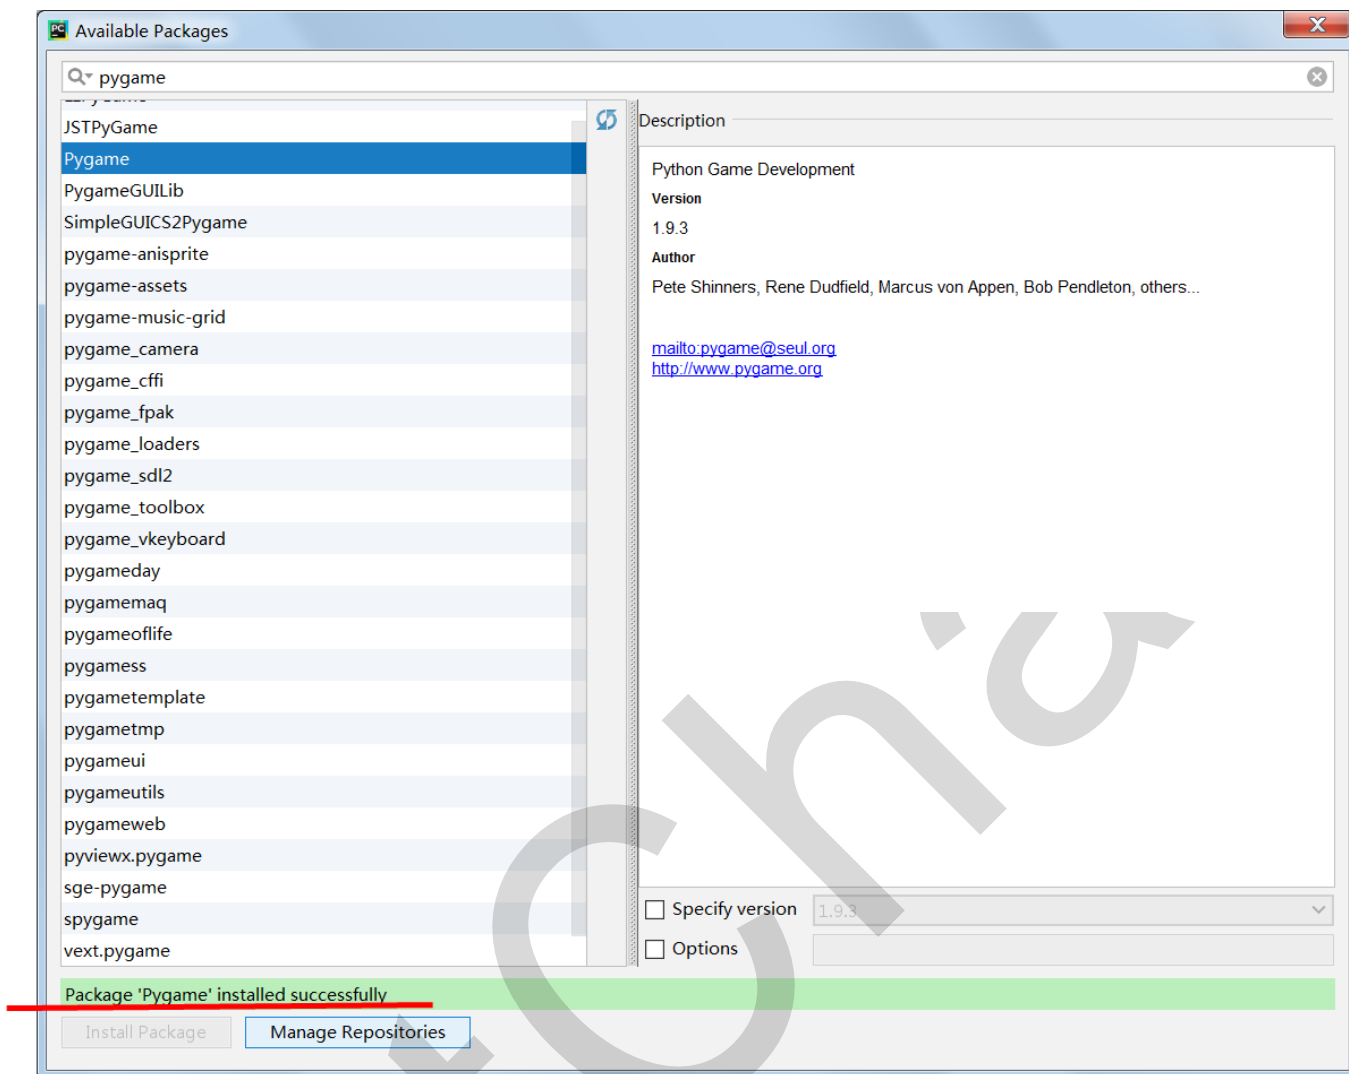 Available Packages
pygame
JSTPyGame
Pygame
PygameGUILib
SimpleGUICS2Pygame
pygame-anisprite
pygame-assets
pygame-music-grid
pygame_camera
pygame_cffi
pygame_fpak
pygame_loaders
pygame_sdl2
pygame_toolbox
pygame_vkeyboard
pygameday
pygamemaq
pygameoflife
pygamess
pygametemplate
pygametmp
pygameui
pygameutils
pygameweb
pyviewx.pygame
sge-pygame
spygame
vext.pygame
Description
Python Game Development
Version
1.9.3
Author
Pete Shinners, Rene Dudfield, Marcus von Appen, Bob Pendleton, others...
mailto:pygame@seul.org
http://www.pygame.org
Specify version 1.9.3
Options
Package 'Pygame' installed successfully
Install Package Manage Repositories